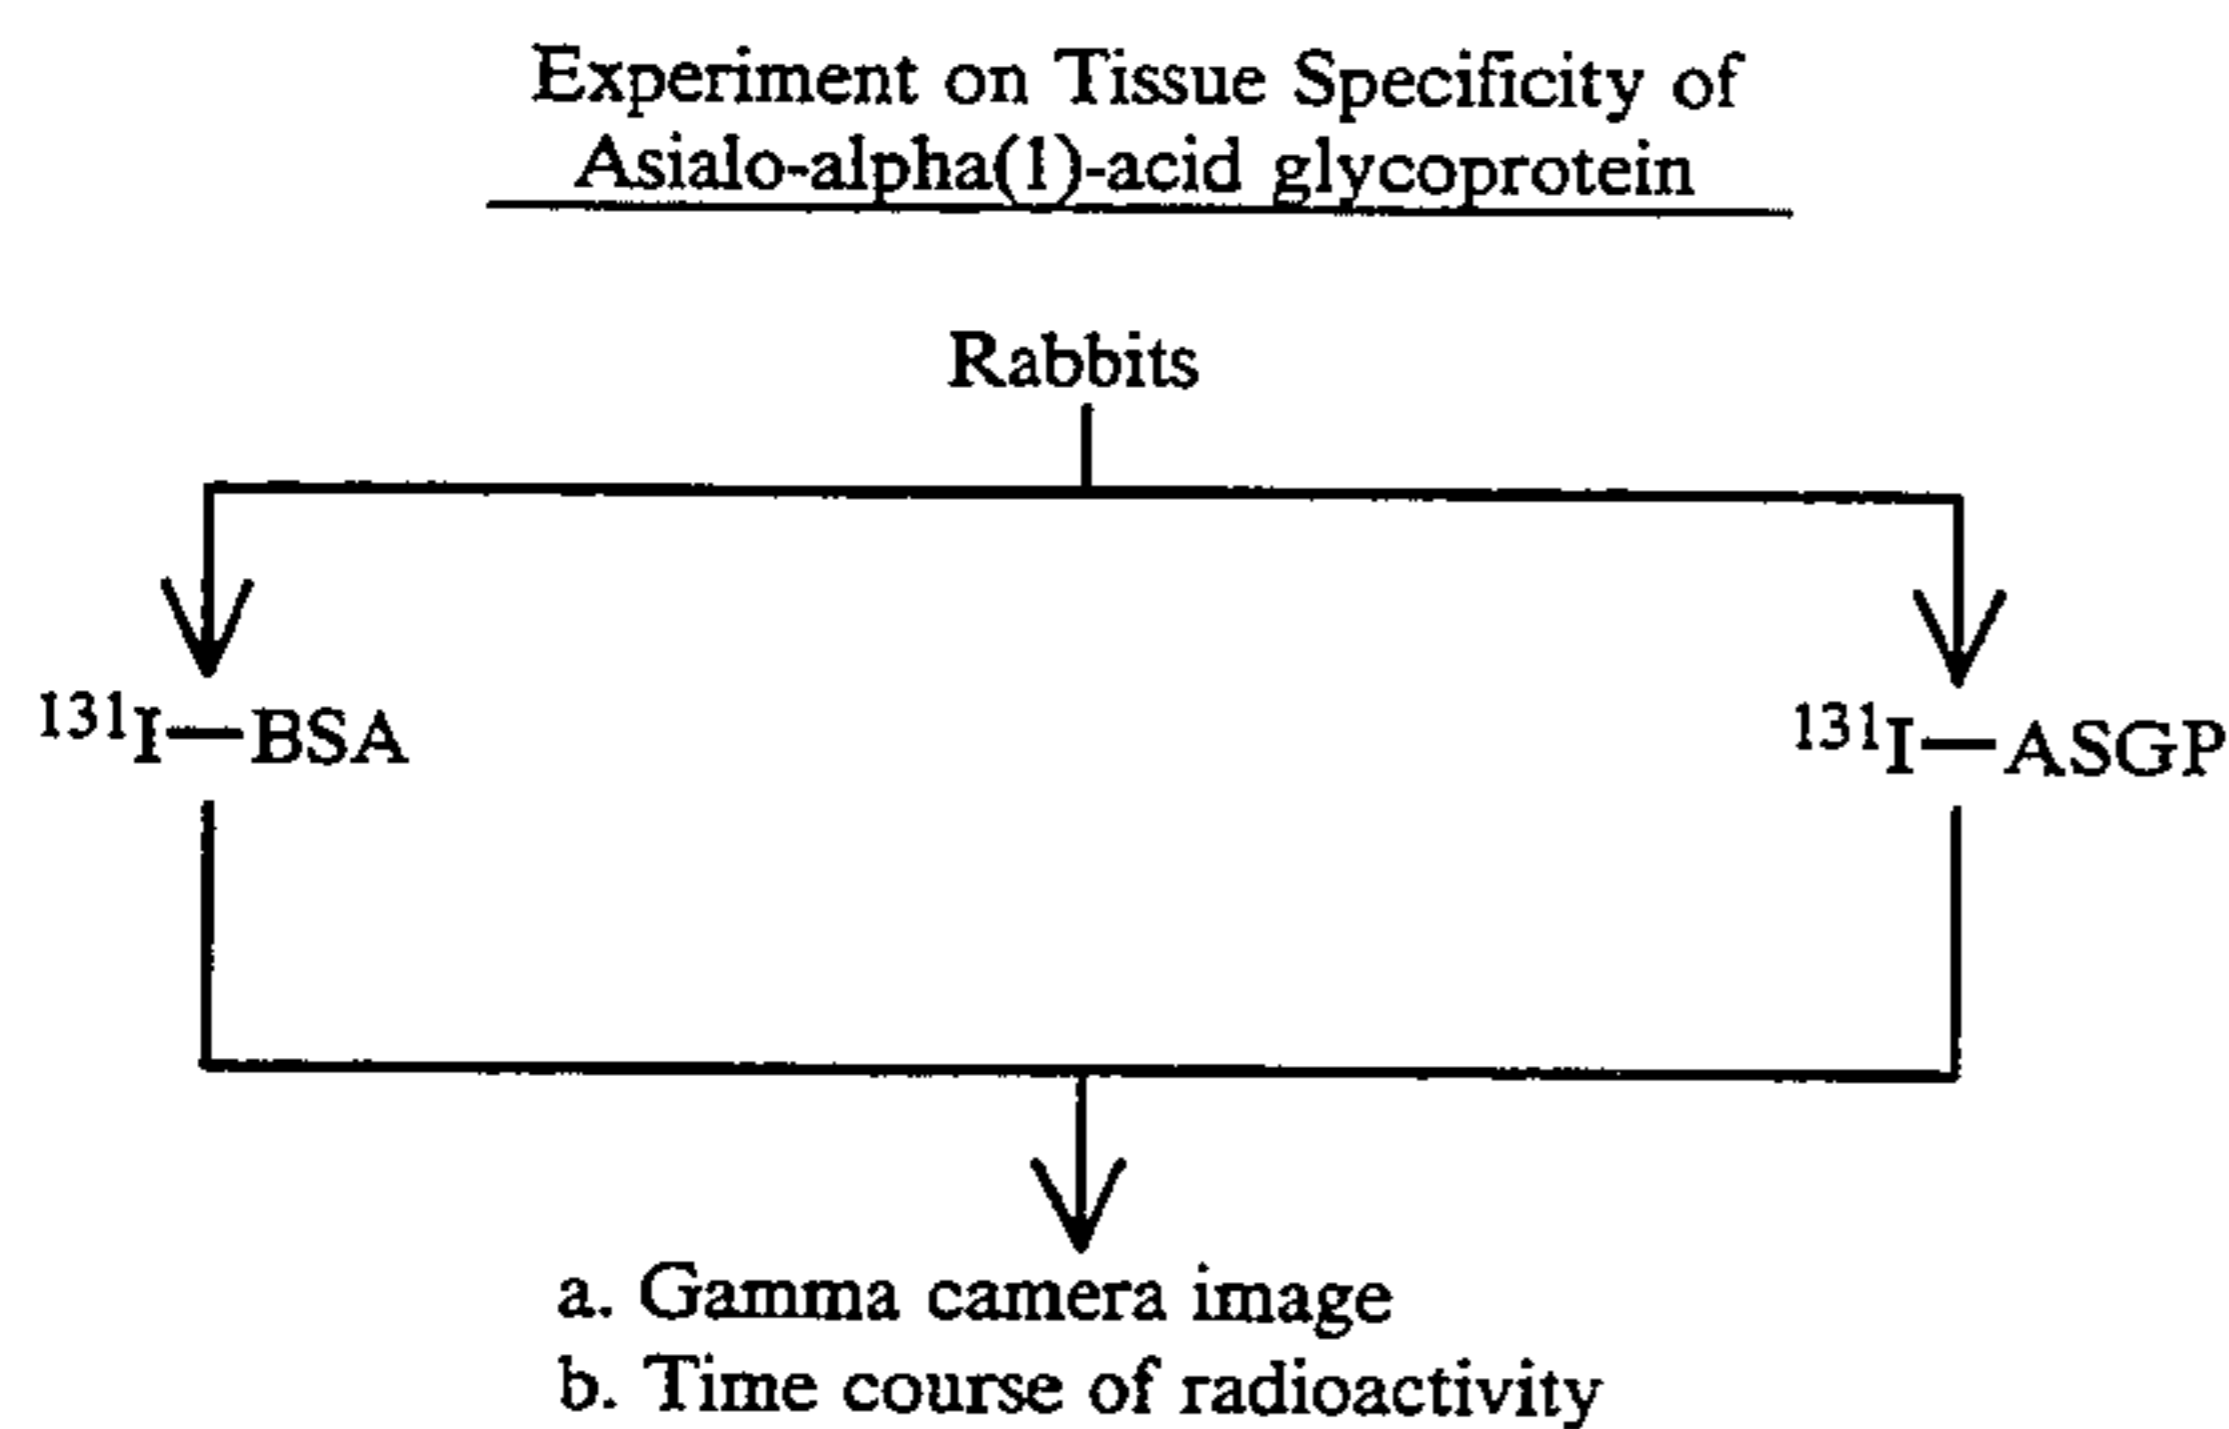 Experiment on Tissue Specificity of
Asialo-alpha(1)-acid glycoprotein
Rabbits
¹³¹I—BSA
¹³¹I—ASGP
a. Gamma camera image
b. Time course of radioactivity